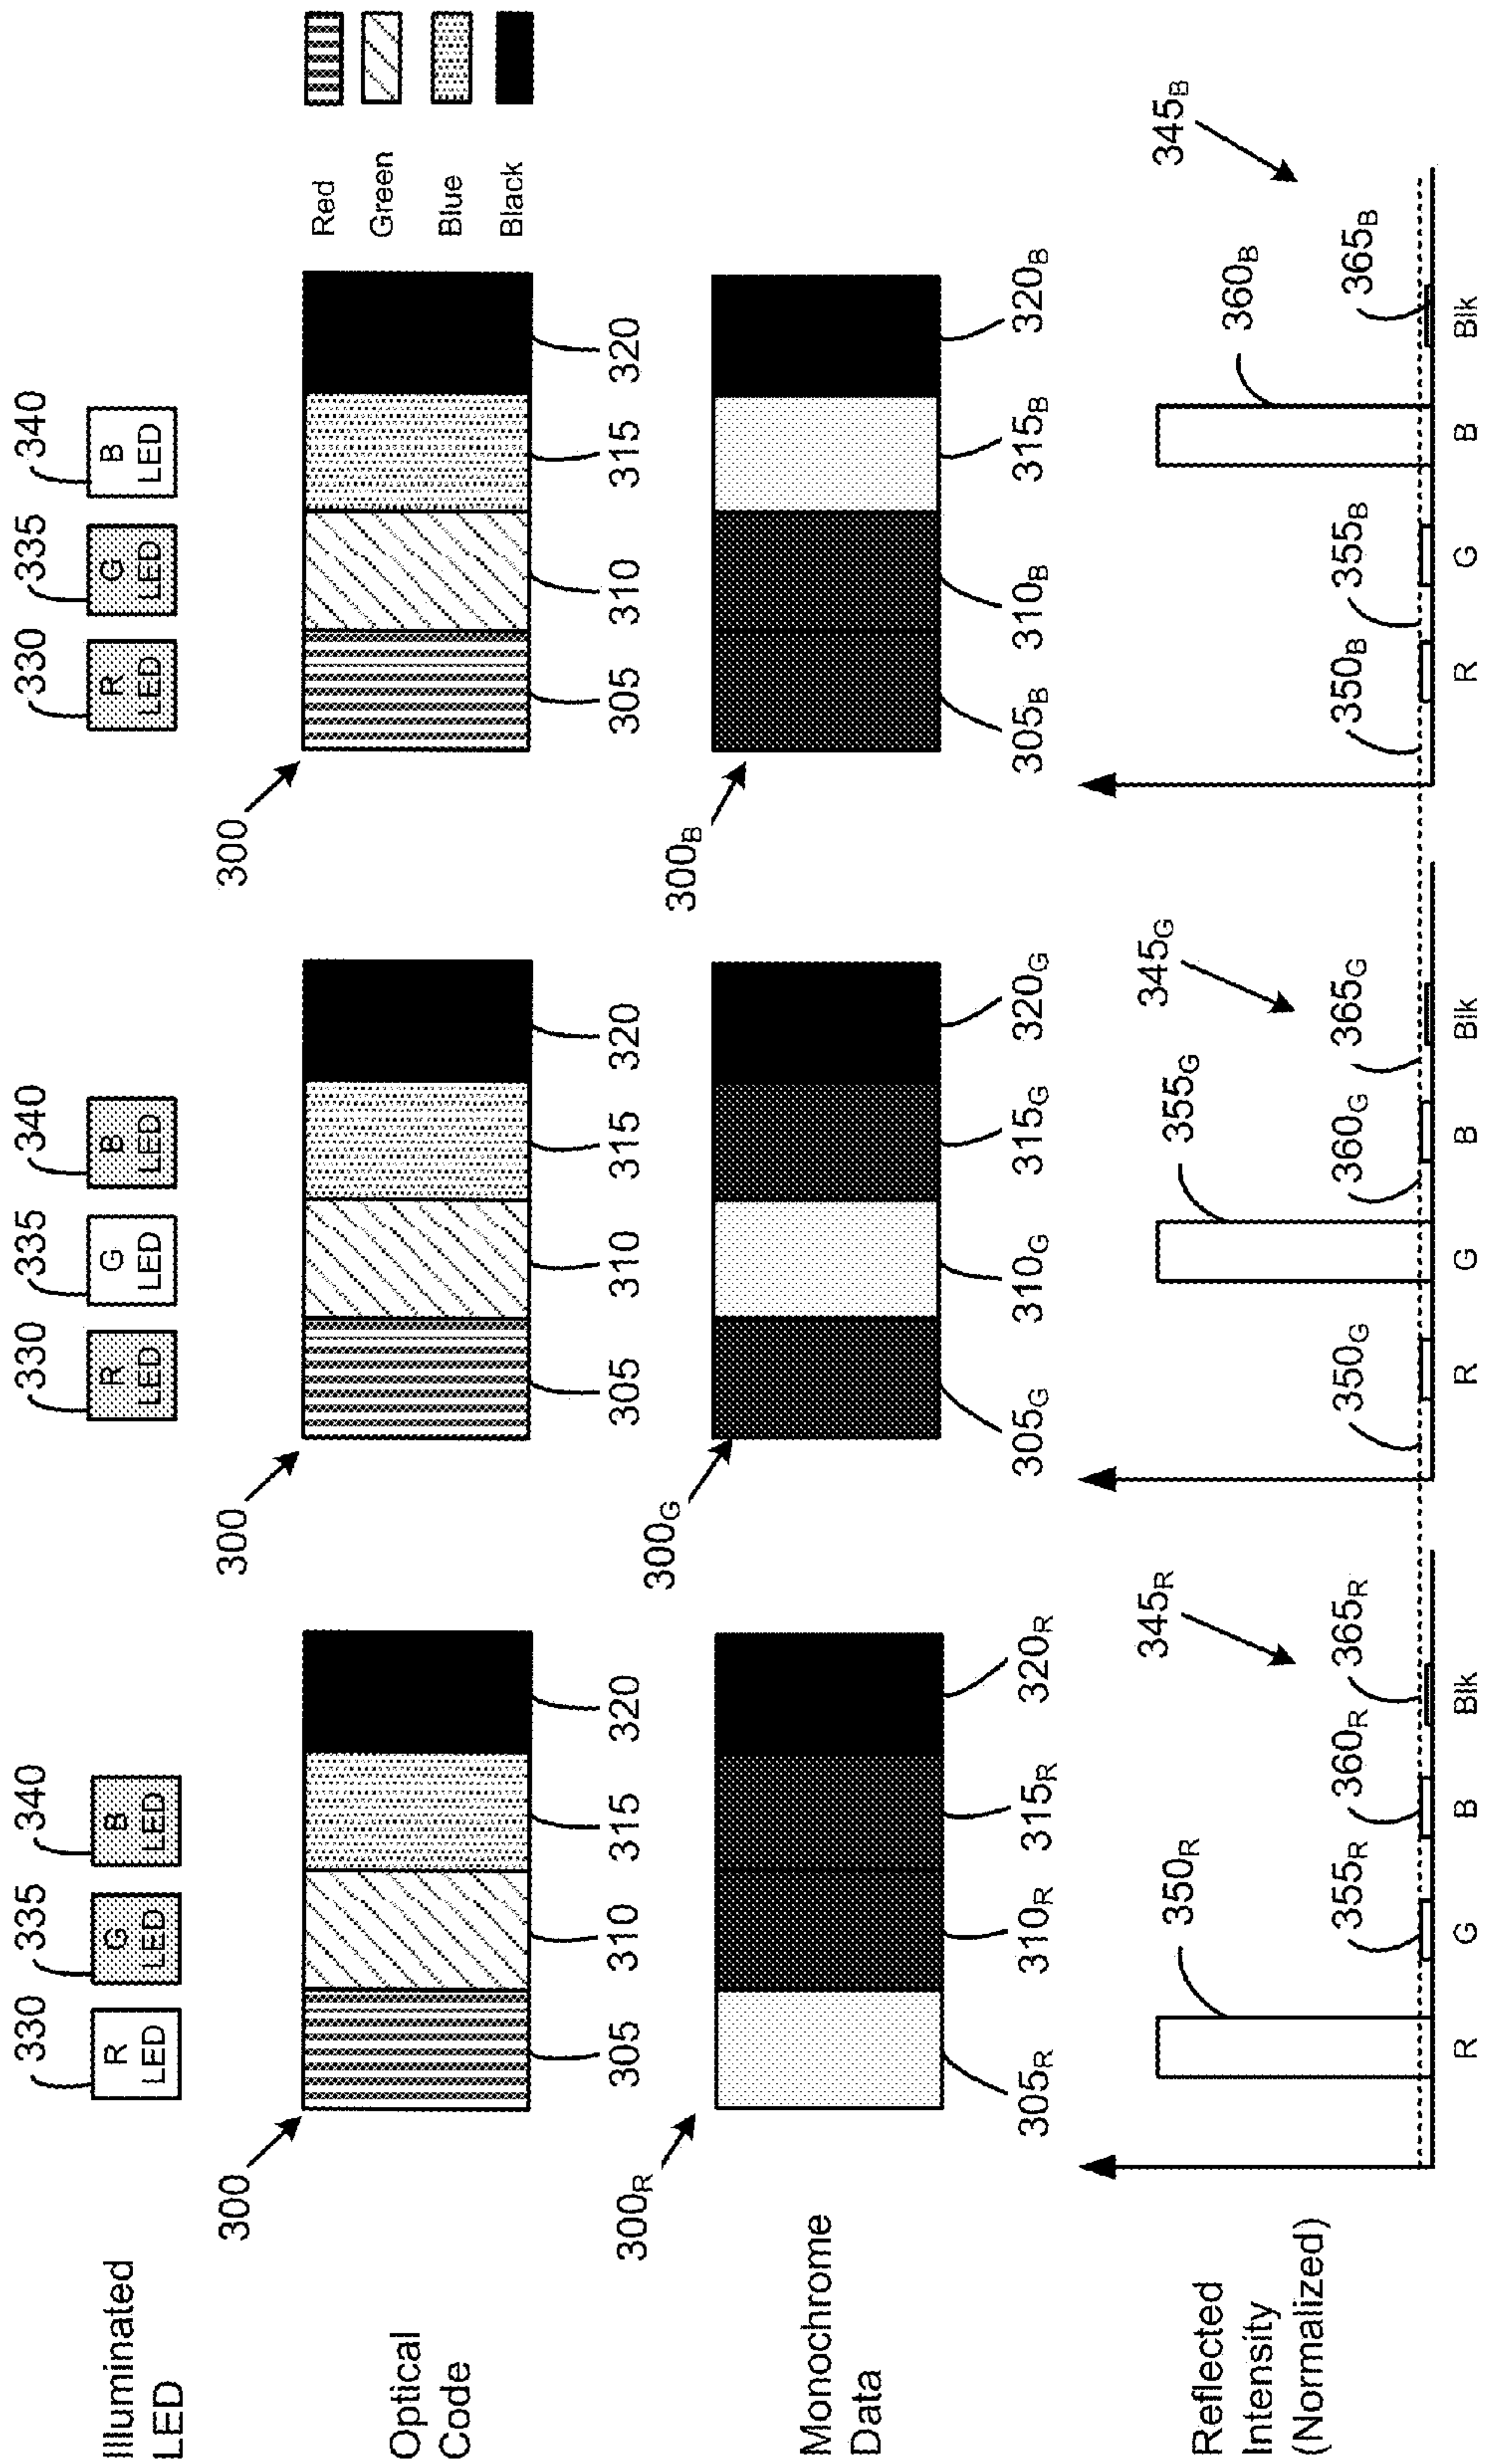 Illuminated
LED
330 335 340
R
LED
G
LED
B
LED
330 335 340
R
LED
G
LED
B
LED
330 335 340
R
LED
G
LED
B
LED
Red
Green
Blue
Black
Optical
Code
300
305 310 315 320
300
305 310 315 320
300
305 310 315 320
Monochrome
Data
300R
305R 310R 315R 320R
300G
305G 310G 315G 320G
300B
305B 310B 315B 320B
Reflected
Intensity
(Normalized)
345R
350R
355R 360R 365R
R G B Blk
345G
355G
350G 360G 365G
R G B Blk
345B
360B
350B 355B 365B
R G B Blk